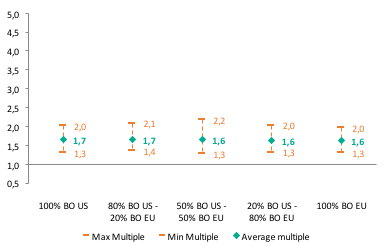 5,0
4,5
4,0
3,5
3,0
2,5
2,0
1,5
1,0
0,5
2,0 2,1 2,2 2,0 2,0
1,7 1,7 1,6 1,6 1,6
1,3 1,4 1,3 1,3 1,3
100% BO US 80% BO US - 50% BO US - 20% BO US - 100% BO EU
20% BO EU 50% BO EU 80% BO EU
Max Multiple Min Multiple Average multiple